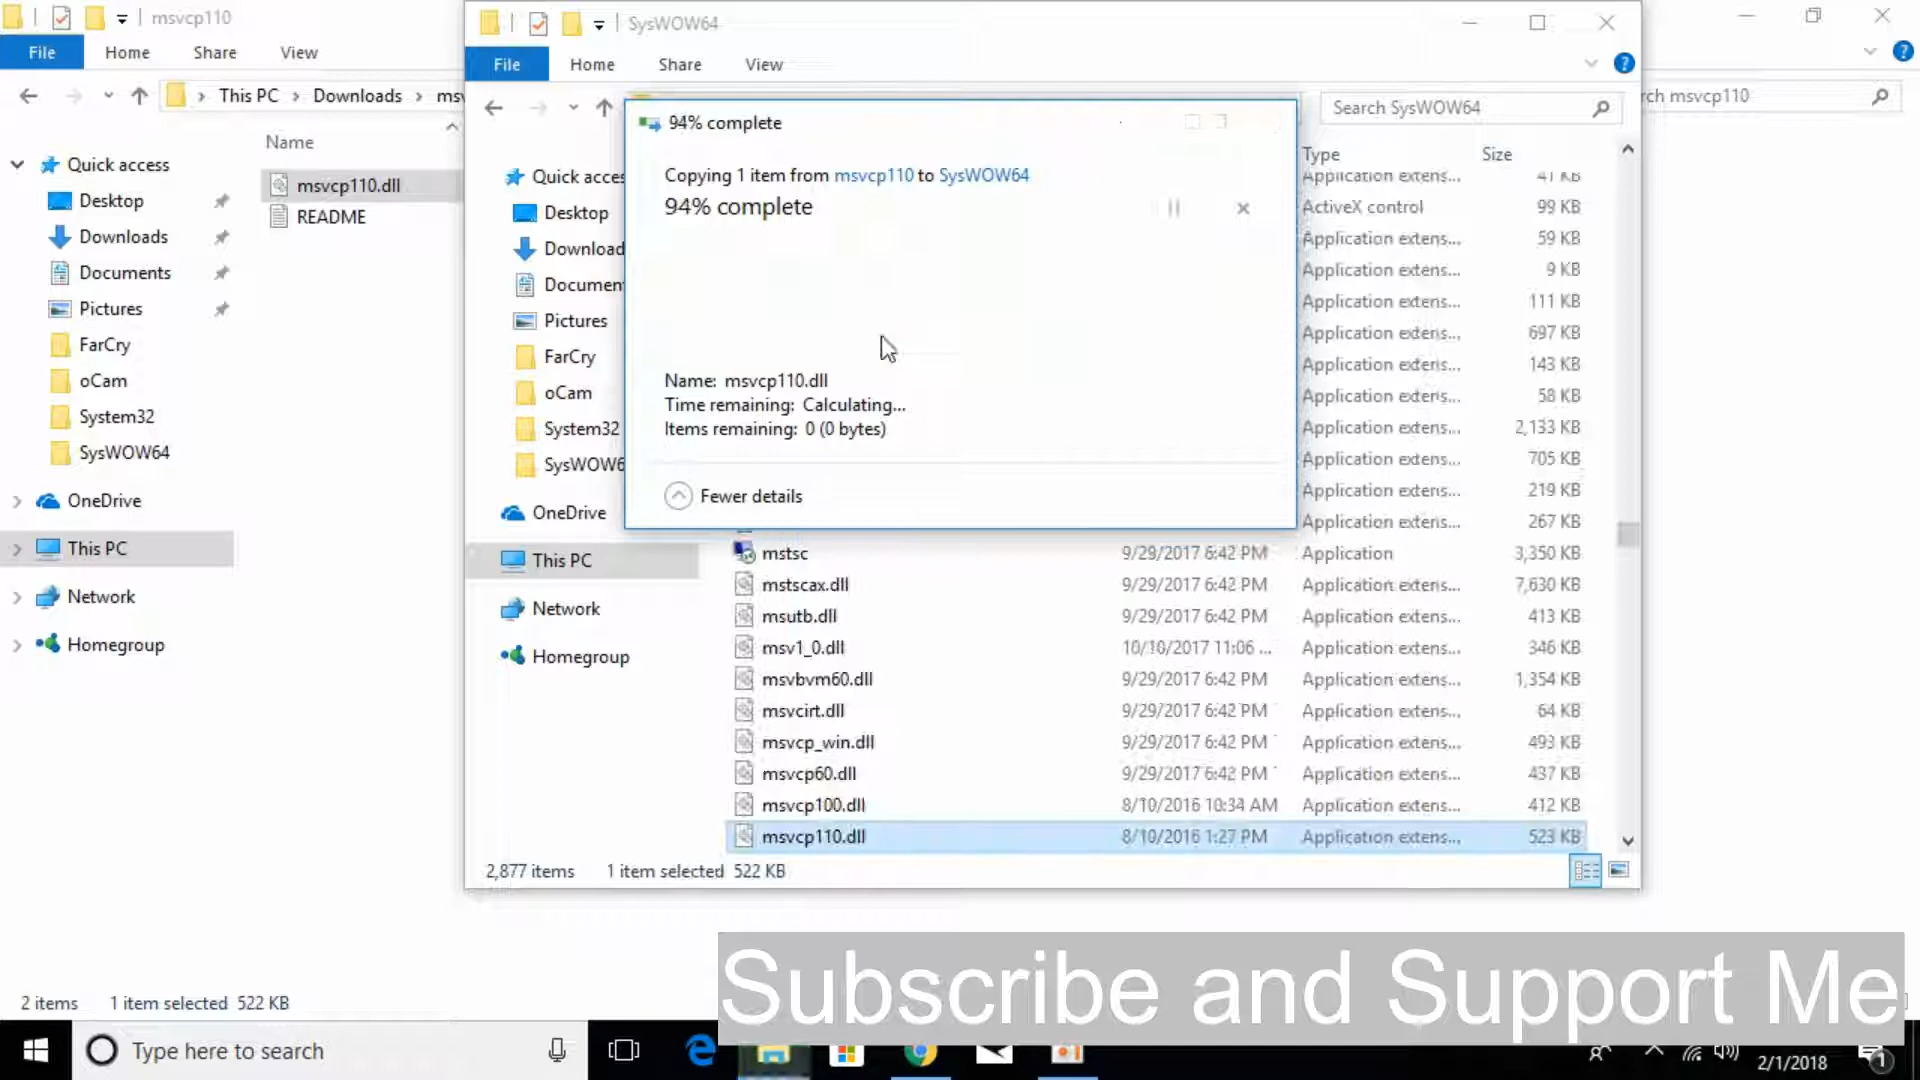 msvcp110
File Home Share View
This PC Downloads
Name
Quick access
Desktop
Downloads
Documents
Pictures
FarCry
oCam
System32
SysWOW64
OneDrive
This PC
Network
Homegroup
msvcp110.dll
README
2 items 1 item selected 522 KB
SysWOW64
File Home Share View
Search SysWOW64
msvcp110
Quick
Desktop
Pictures
FarCry
oCam
System32
OneDrive
This PC
Network
Homegroup
94% complete
Copying 1 item from msvcp110 to SysWOW64
94% complete
Name: msvcp110.dll
Time remaining: Calculating...
Items remaining: 0 (0 bytes)
Fewer details
Type Size
Application extens... 41 KB
ActiveX control 99 KB
Application extens... 59 KB
Application extens... 9 KB
Application extens... 111 KB
Application extens... 697 KB
Application extens... 143 KB
Application extens... 58 KB
Application extens... 2,133 KB
Application extens... 705 KB
Application extens... 219 KB
Application extens... 267 KB
mstsc 9/29/2017 6:42 PM Application 3,350 KB
mstscax.dll 9/29/2017 6:42 PM Application extens... 7,630 KB
msutb.dll 9/29/2017 6:42 PM Application extens... 413 KB
msv1_0.dll 10/10/2017 11:06 ... Application extens... 346 KB
msvbvm60.dll 9/29/2017 6:42 PM Application extens... 1,354 KB
msvcirt.dll 9/29/2017 6:42 PM Application extens... 64 KB
msvcp_win.dll 9/29/2017 6:42 PM Application extens... 493 KB
msvcp60.dll 9/29/2017 6:42 PM Application extens... 437 KB
msvcp100.dll 8/10/2016 10:34 AM Application extens... 412 KB
msvcp110.dll 8/10/2016 1:27 PM Application extens... 523 KB
2,877 items 1 item selected 522 KB
Subscribe and Support Me
Type here to search
2/1/2018
1